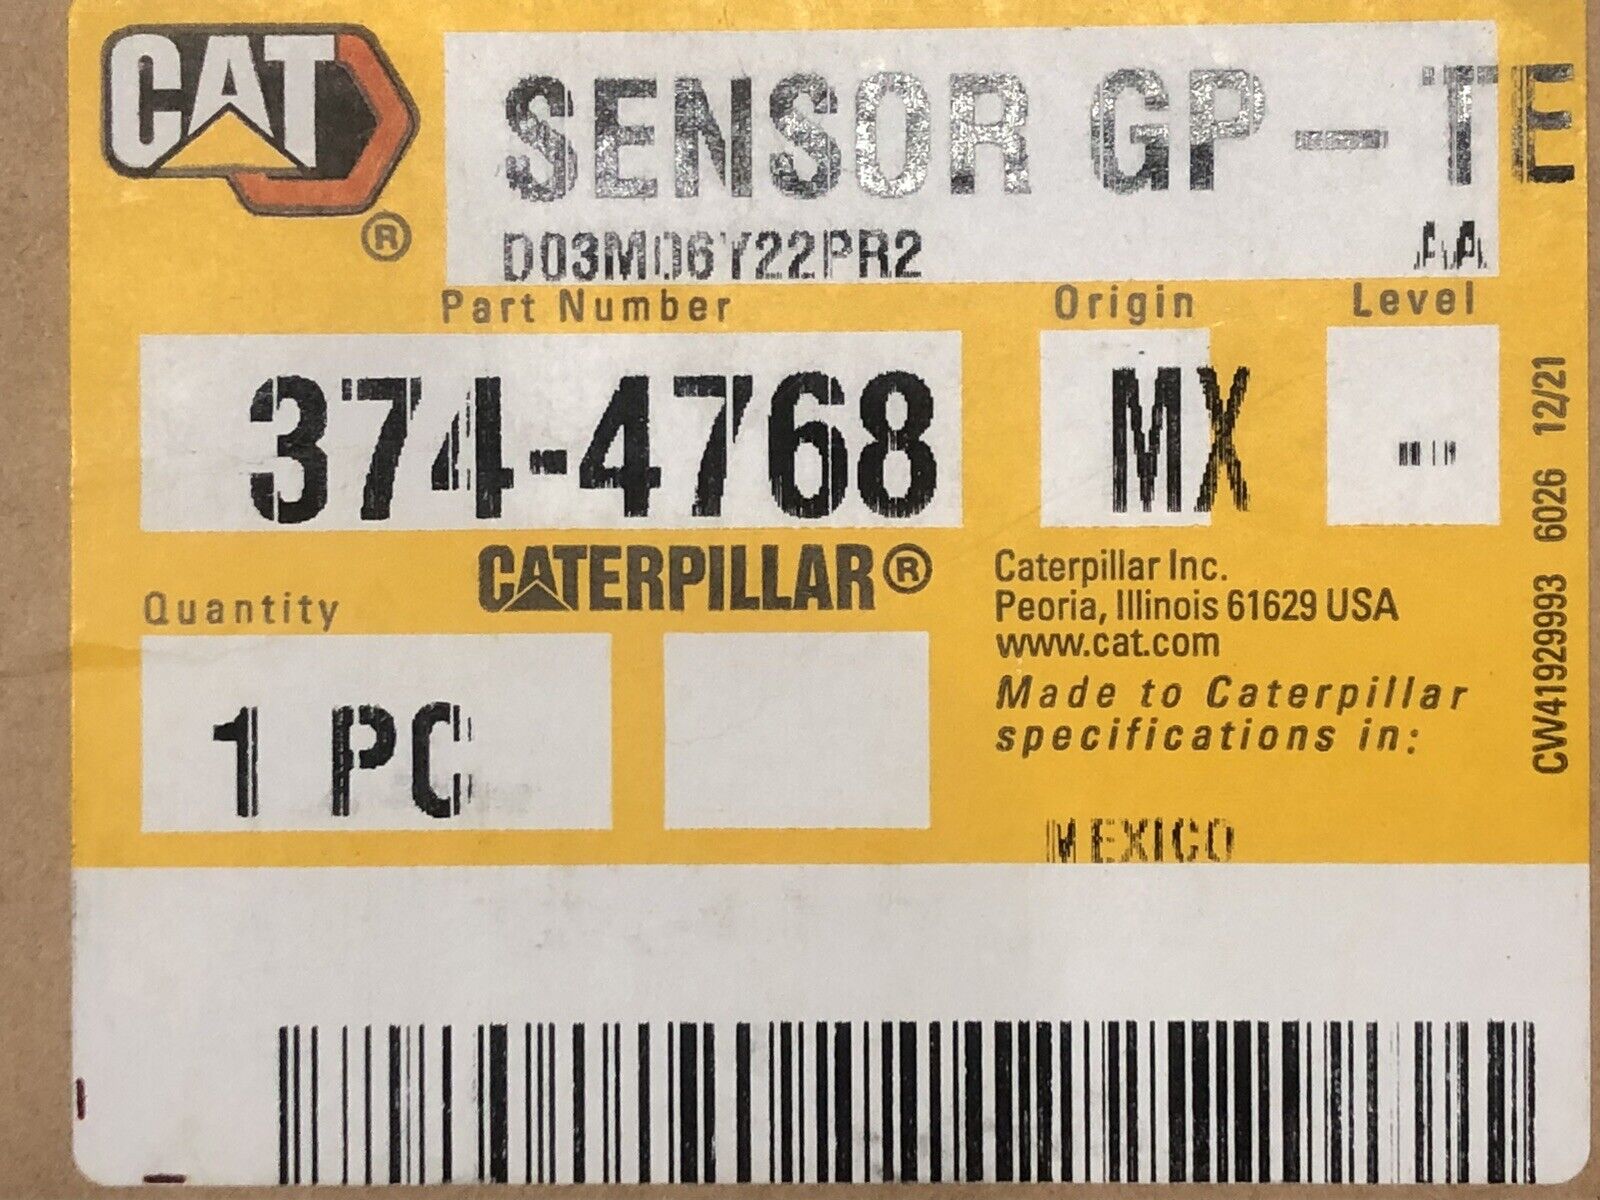 CAT
®
SENSOR GP-TE
D03M06Y22PR2 AA
Part Number Origin Level
374-4768 MX --
CATERPILLAR®
Caterpillar Inc.
Peoria, Illinois 61629 USA
www.cat.com
Made to Caterpillar
specifications in:
MEXICO
Quantity
1 PC
CW41929993 6026 12/21